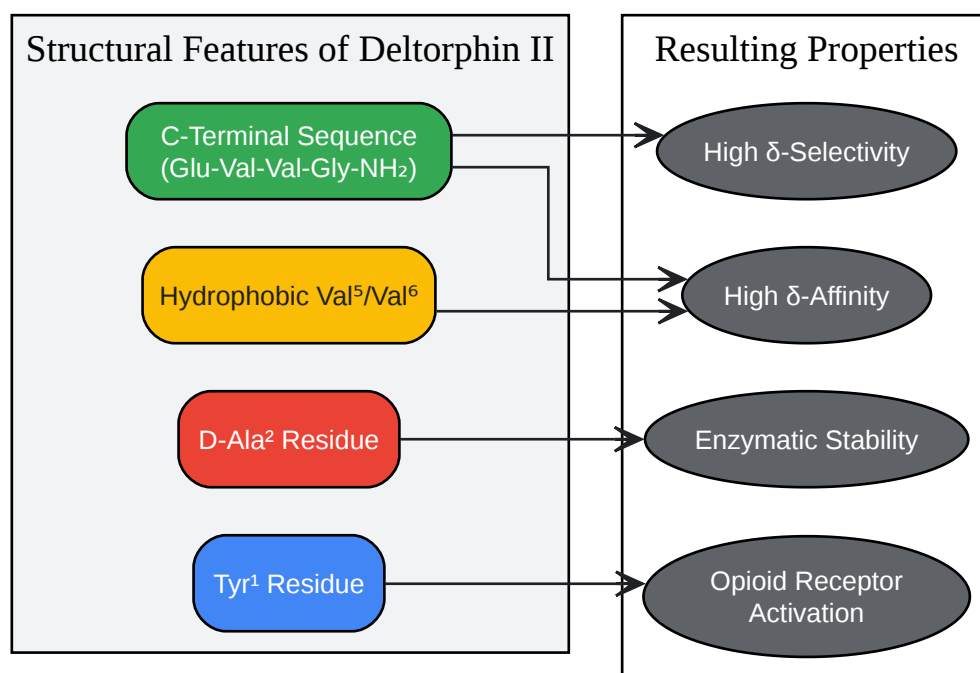 Structural Features of Deltorphin II
C-Terminal Sequence
(Glu-Val-Val-Gly-NH₂)
Hydrophobic Val⁵/Val⁶
D-Ala² Residue
Tyr¹ Residue
Resulting Properties
High δ-Selectivity
High δ-Affinity
Enzymatic Stability
Opioid Receptor
Activation